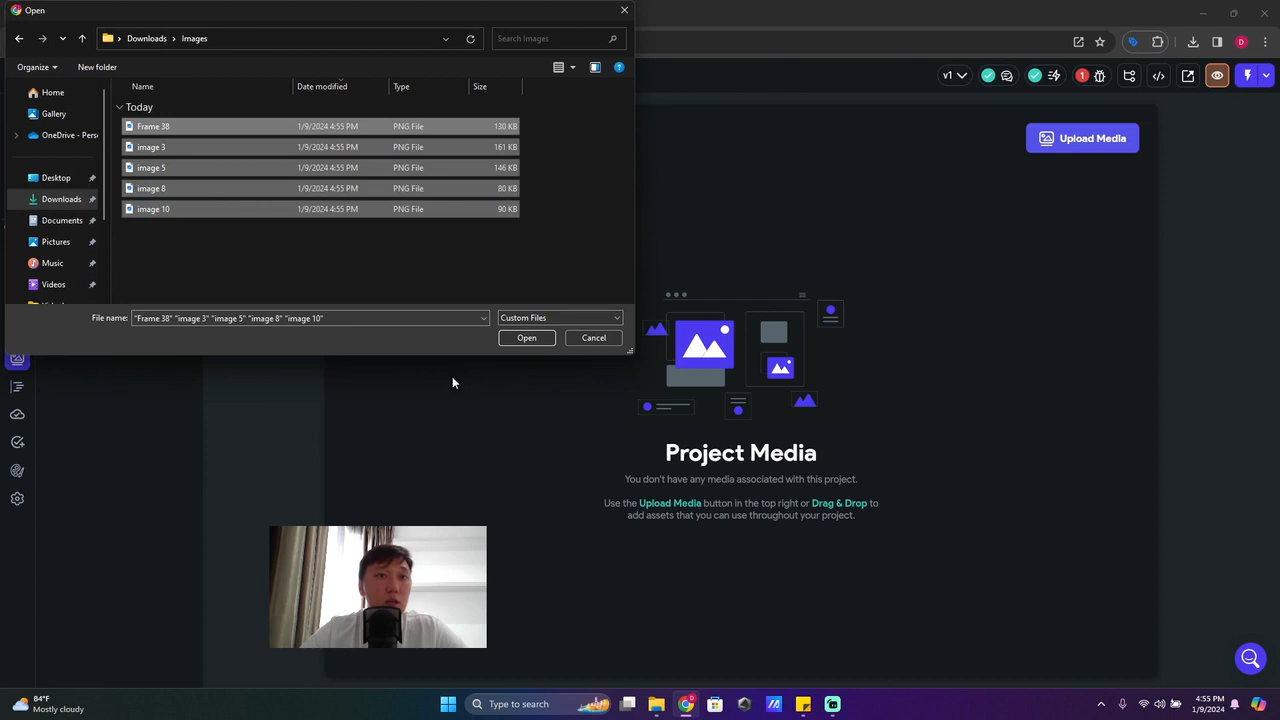 Open
Downloads > Images
Search Images
Organize
New folder
Home
Gallery
OneDrive - Pers
Desktop
Downloads
Documents
Pictures
Music
Videos
Name
Date modified
Type
Size
Today
Frame 38 1/9/2024 4:55 PM PNG File 130 KB
image 3 1/9/2024 4:55 PM PNG File 161 KB
image 5 1/9/2024 4:55 PM PNG File 146 KB
image 8 1/9/2024 4:55 PM PNG File 80 KB
image 10 1/9/2024 4:55 PM PNG File 90 KB
File name: "Frame 38" "image 3" "image 5" "image 8" "image 10"
Custom Files
Open
Cancel
D
v1
1
Upload Media
Project Media
You don't have any media associated with this project.
Use the Upload Media button in the top right or Drag & Drop to
add assets that you can use throughout your project.
84°F
Mostly cloudy
Type to search
4:55 PM
1/9/2024